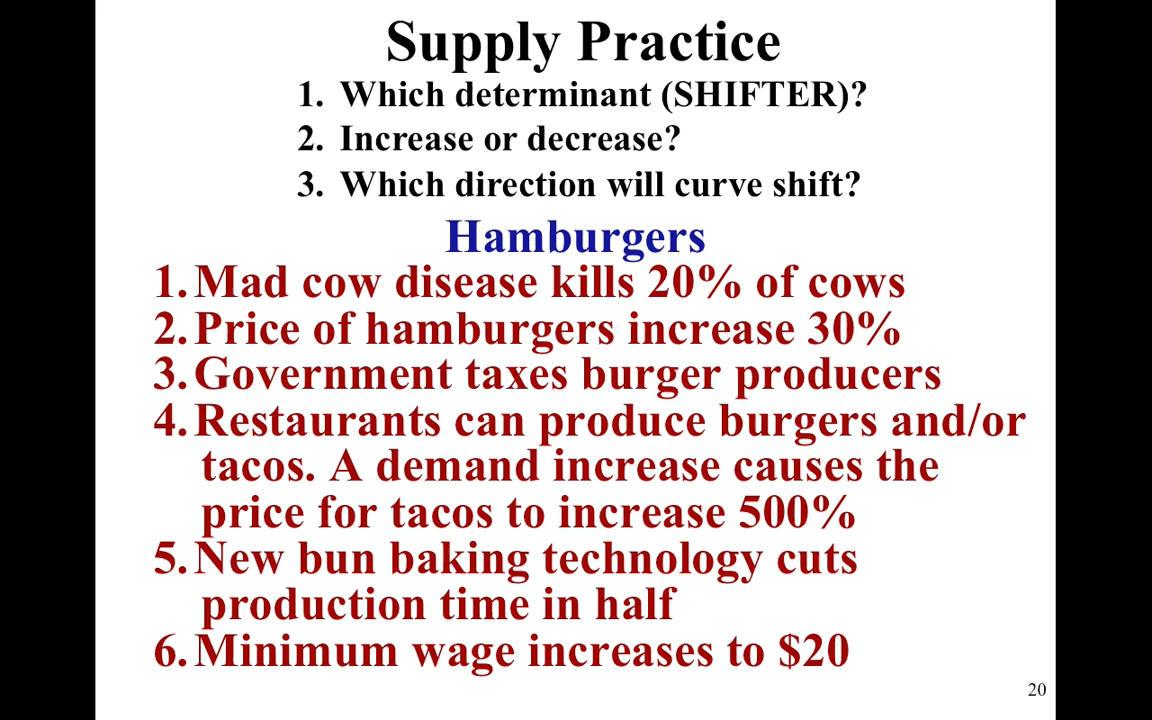 Supply Practice
1. Which determinant (SHIFTER)?
2. Increase or decrease?
3. Which direction will curve shift?
Hamburgers
1. Mad cow disease kills 20% of cows
2. Price of hamburgers increase 30%
3. Government taxes burger producers
4. Restaurants can produce burgers and/or
tacos. A demand increase causes the
price for tacos to increase 500%
5. New bun baking technology cuts
production time in half
6. Minimum wage increases to $20
20